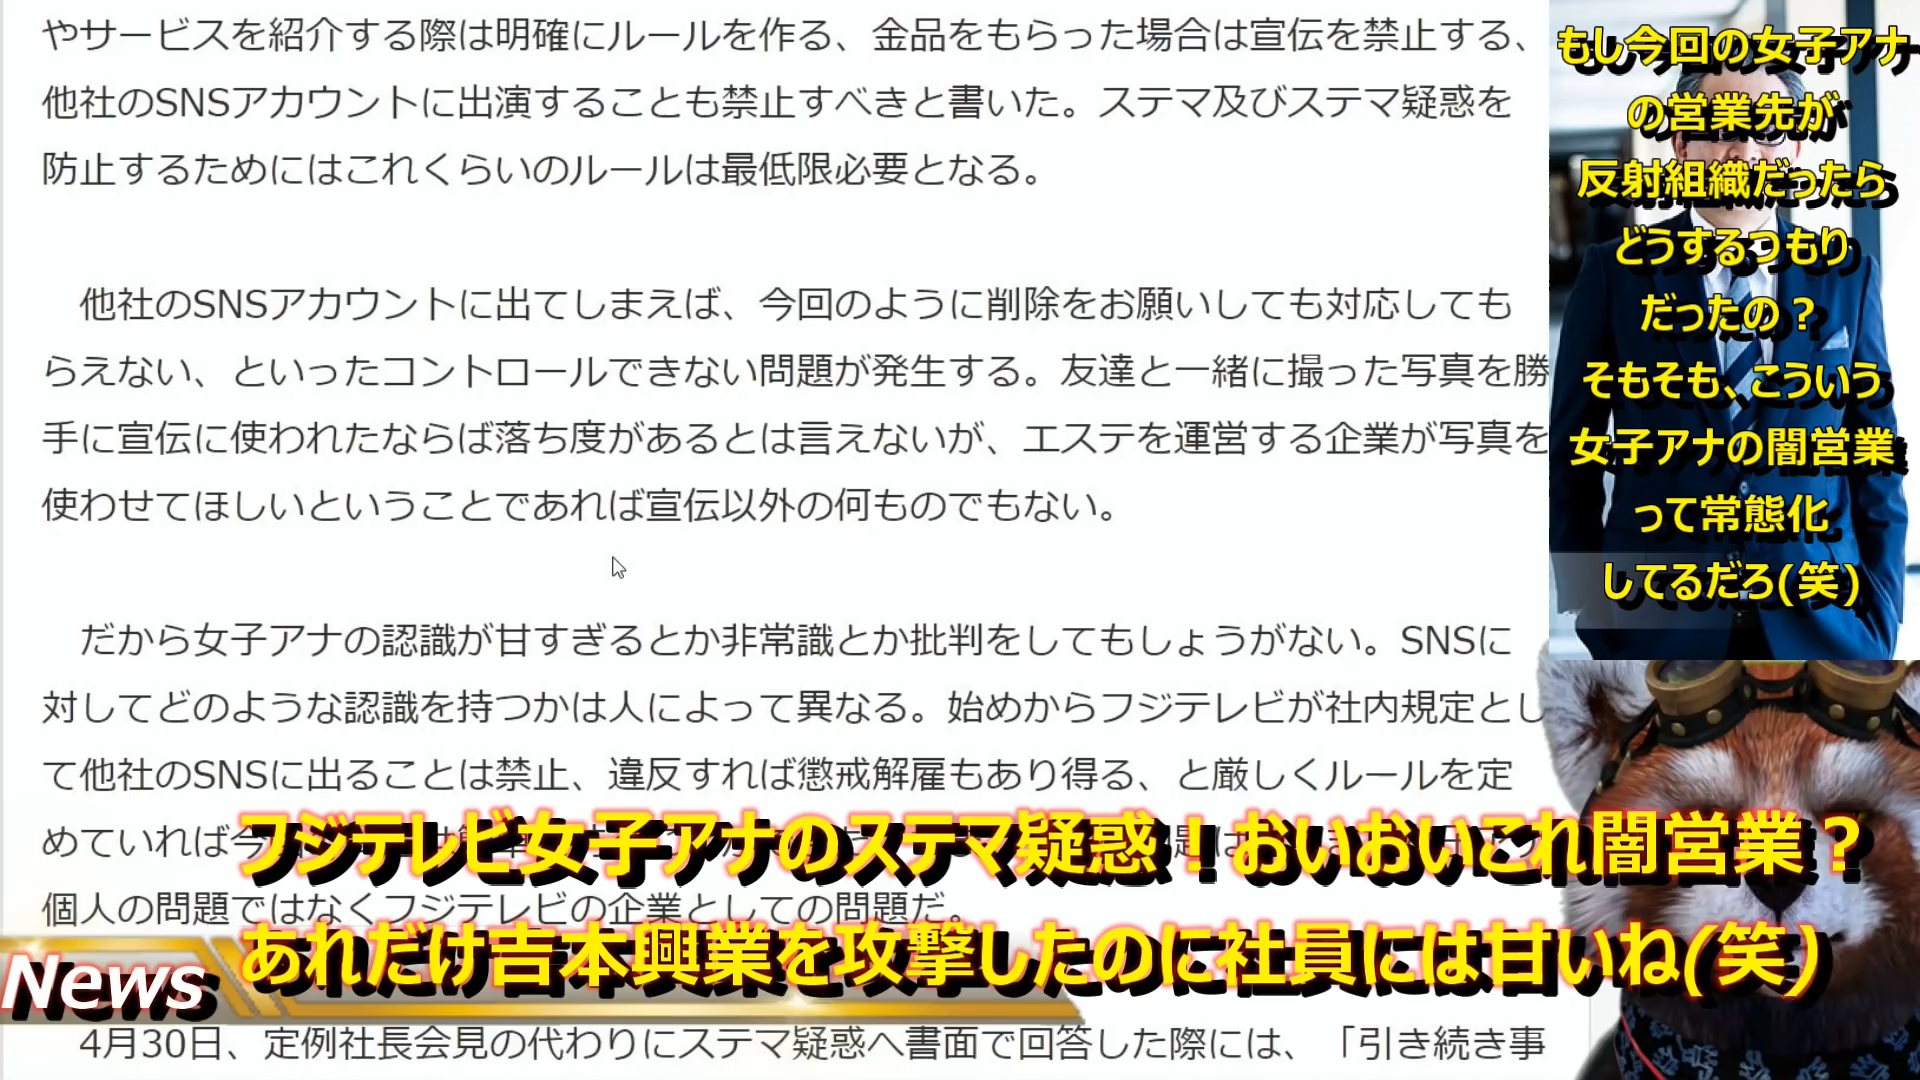 やサービスを紹介する際は明確にルールを作る、金品をもらった場合は宣伝を禁止する、
他社のSNSアカウントに出演することも禁止すべきと書いた。ステマ及びステマ疑惑を
防止するためにはこれくらいのルールは最低限必要となる。
他社のSNSアカウントに出てしまえば、今回のように削除をお願いしても対応しても
らえない、といったコントロールできない問題が発生する。友達と一緒に撮った写真を勝
手に宣伝に使われたならば落ち度があるとは言えないが、エステを運営する企業が写真を
使わせてほしいということであれば宣伝以外の何ものでもない。
だから女子アナの認識が甘すぎるとか非常識とか批判をしてもしょうがない。SNSに
対してどのような認識を持つかは人によって異なる。始めからフジテレビが社内規定とし
て他社のSNSに出ることは禁止、違反すれば懲戒解雇もあり得る、と厳しくルールを定
めていれば今
個人の問題ではなくフジテレビの企業としての問題だ。
4月30日、定例社長会見の代わりにステマ疑惑へ書面で回答した際には、「引き続き事
もし今回の女子アナ
の営業先が
反射組織だったら
どうするつもり
だったの？
そもそも、こういう
女子アナの闇営業
って常態化
してるだろ(笑)
フジテレビ女子アナのステマ疑惑！おいおいこれ闇営業？
あれだけ吉本興業を攻撃したのに社員には甘いね(笑)
News